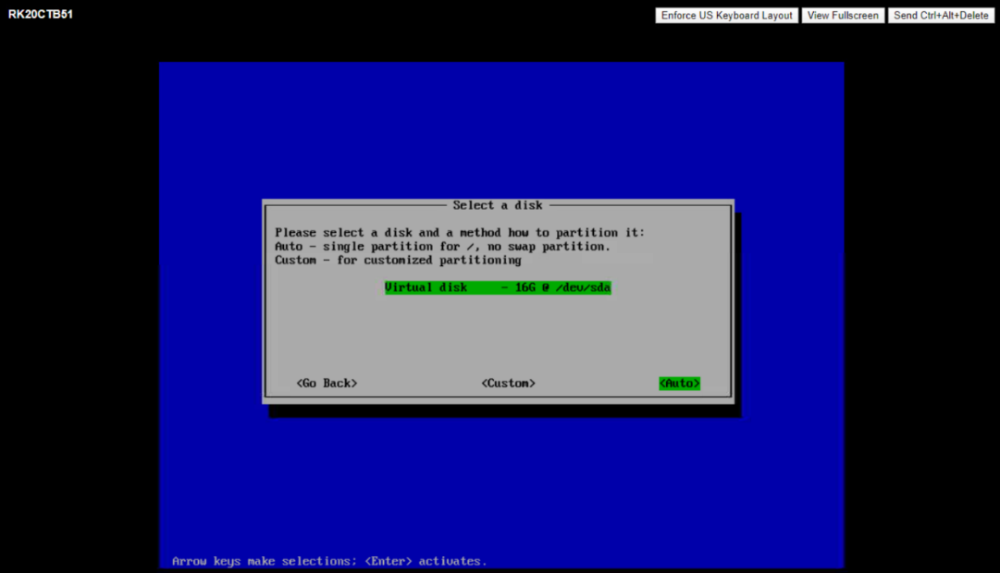 RK20CTB51
Enforce US Keyboard Layout View Fullscreen Send Ctrl+Alt+Delete
Select a disk
Please select a disk and a method how to partition it:
Auto - single partition for /, no swap partition.
Custom - for customized partitioning
Virtual disk - 16G @ /dev/sda
<Go Back> <Custom> <Auto>
Arrow keys make selections; <Enter> activates.